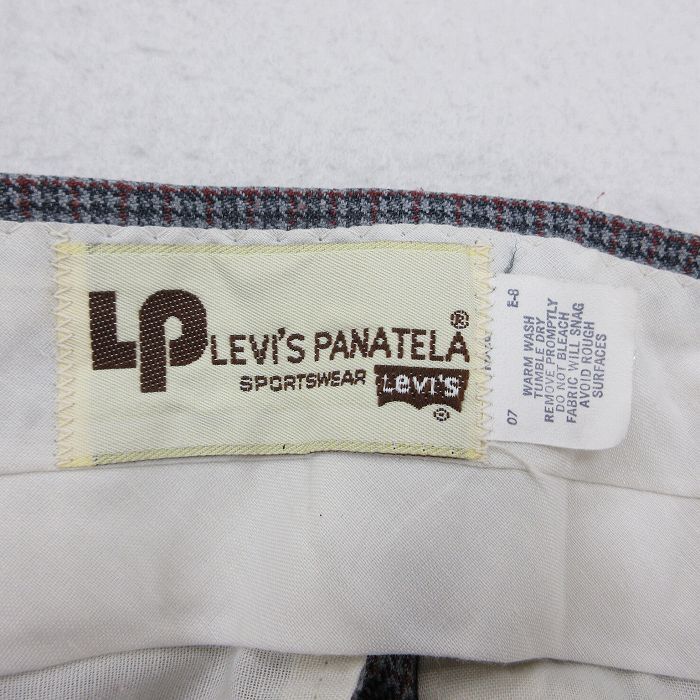 LP LEVI'S PANATELA®
SPORTSWEAR Levi's
®
07 E-8
WARM WASH
TUMBLE DRY
REMOVE PROMPTLY
DO NOT BLEACH
FABRIC WILL SNAG
AVOID ROUGH
SURFACES